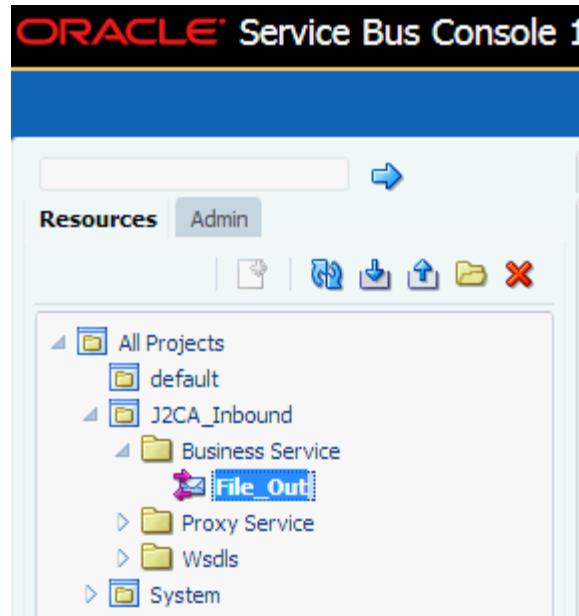 ORACLE Service Bus Console 1
Resources Admin
All Projects
default
J2CA_Inbound
Business Service
File_Out
Proxy Service
Wsdls
System